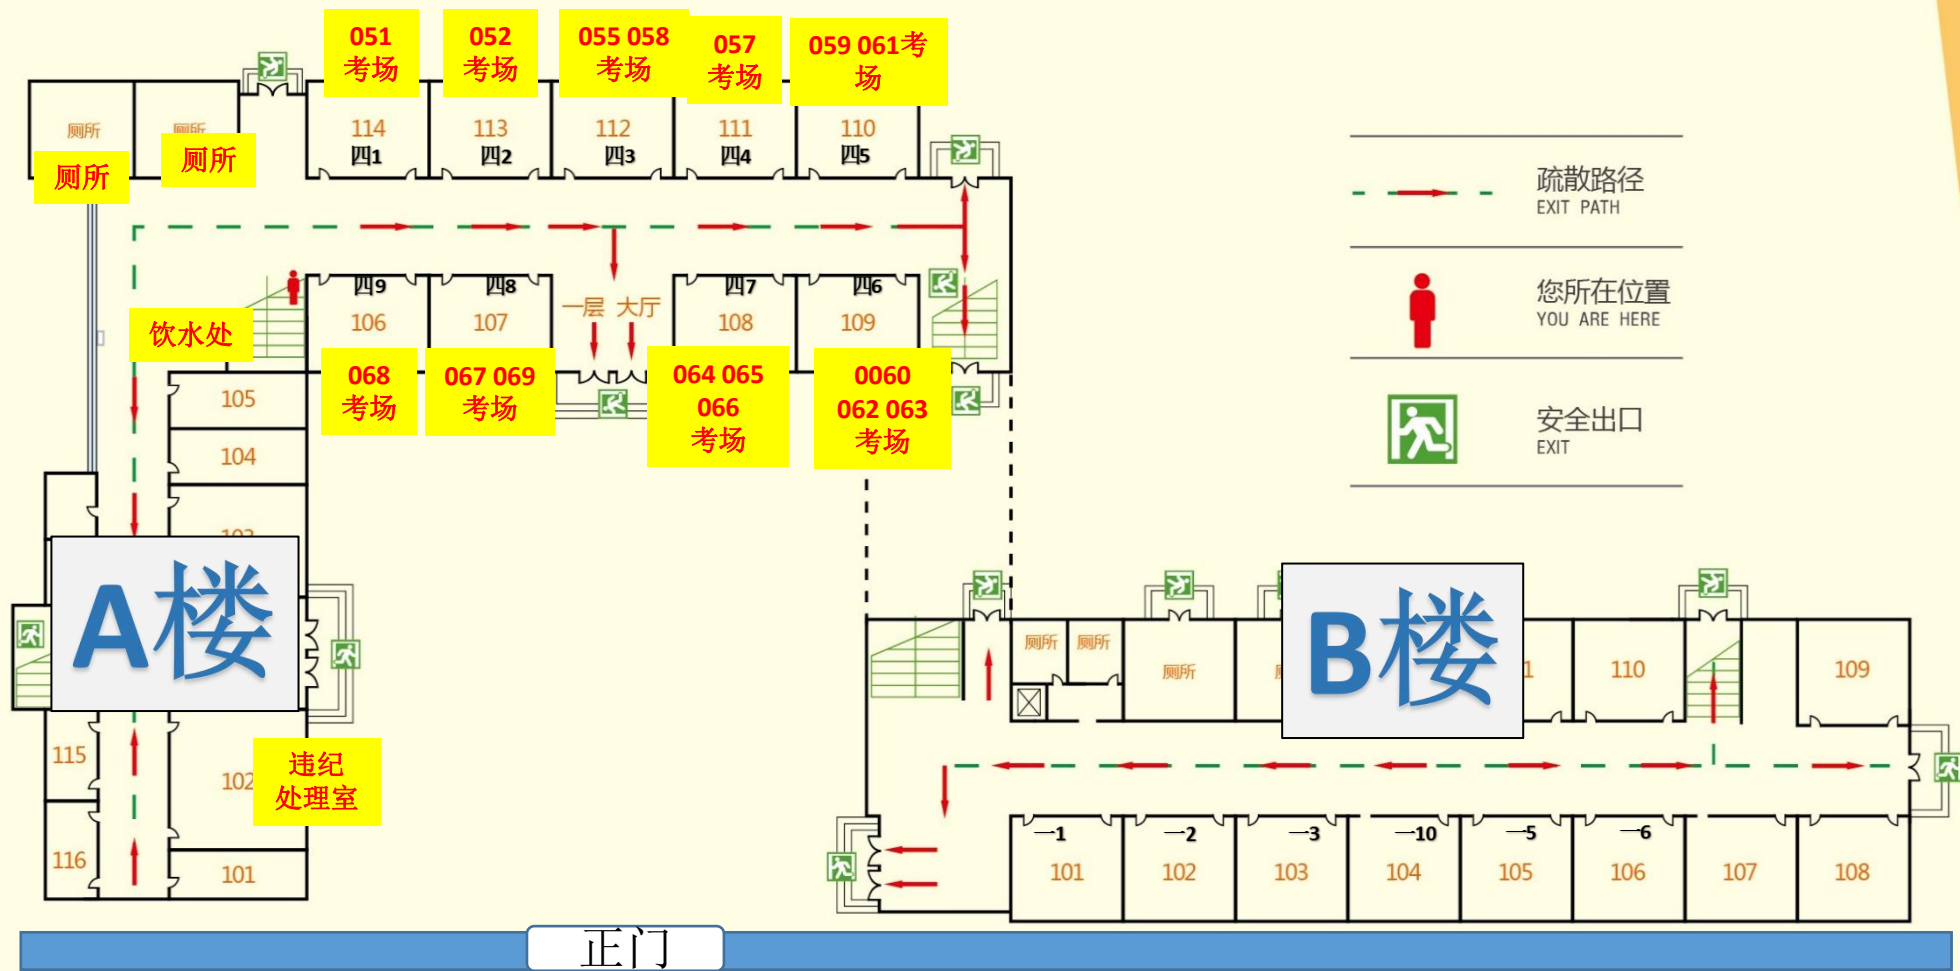 051
考场
052
考场
055 058
考场
057
考场
059 061考
场
厕所
厕所
厕所
114
四1
113
四2
112
四3
111
四4
110
四5
厕所
疏散路径
EXIT PATH
您所在位置
YOU ARE HERE
安全出口
EXIT
四9
106
四8
107
一层 大厅
四7
108
四6
109
饮水处
068
考场
067 069
考场
064 065
066
考场
0060
062 063
考场
105
104
A楼
115
102
违纪
处理室
116
101
厕所
厕所
厕所
B楼
1
110
109
一1
101
一2
102
一3
103
一10
104
一5
105
一6
106
107
108
正门